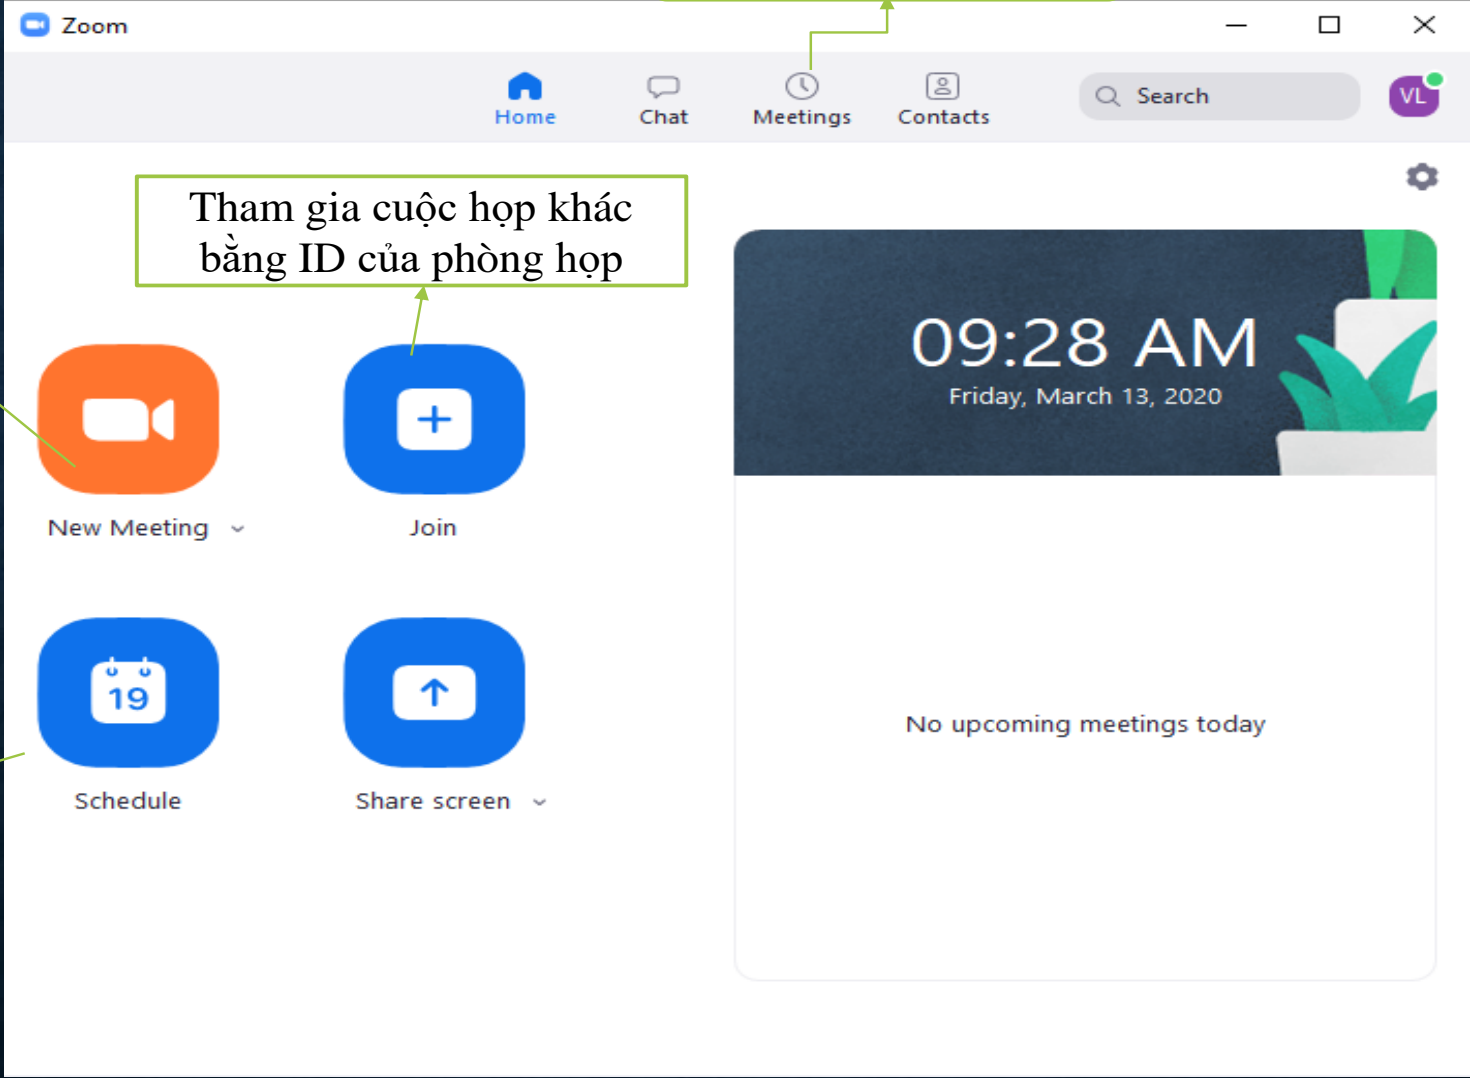 Zoom
Home
Chat
Meetings
Contacts
Search
VL
Tham gia cuộc họp khác
bằng ID của phòng họp
09:28 AM
Friday, March 13, 2020
New Meeting
Join
19
Schedule
Share screen
No upcoming meetings today